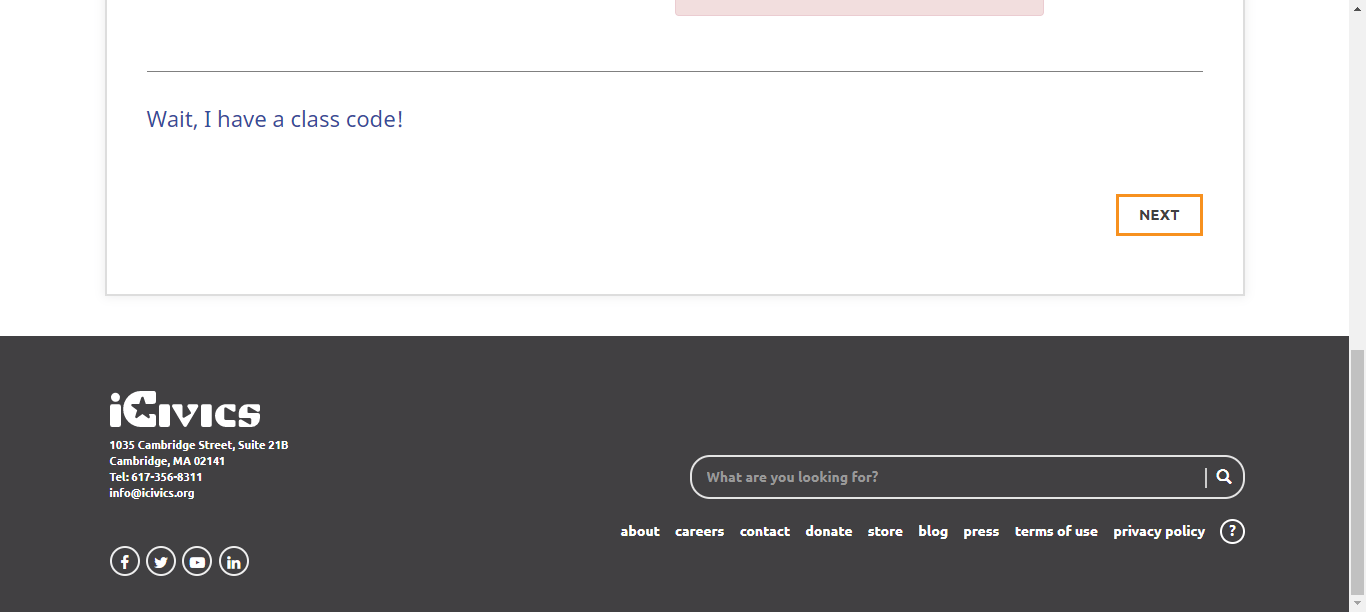 Wait, I have a class code!
NEXT
iCivics
1035 Cambridge Street, Suite 21B
Cambridge, MA 02141
Tel: 617-356-8311
info@icivics.org
What are you looking for?
about careers contact donate store blog press terms of use privacy policy ?